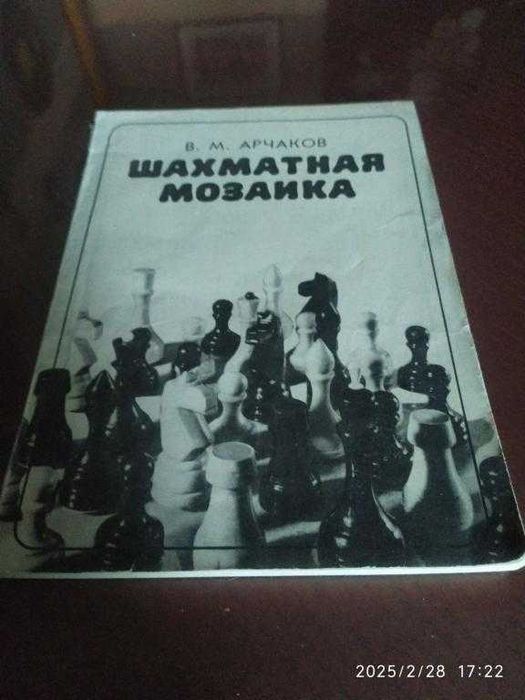 В. М. АРЧАКОВ
ШАХМАТНАЯ
МОЗАИКА
2025/2/28 17:22